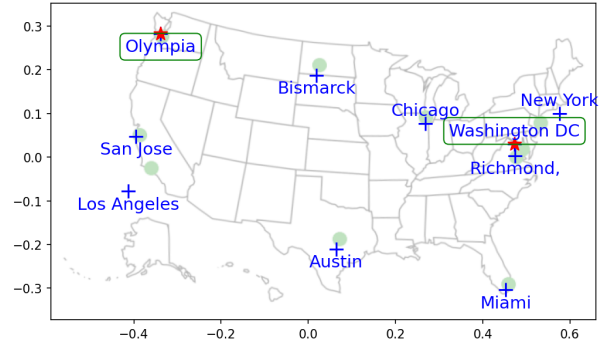 0.3
0.2
0.1
0.0
−0.1
−0.2
−0.3
Olympia
Bismarck
Chicago
New York
Washington DC
San Jose
Richmond,
Los Angeles
Austin
Miami
−0.4
−0.2
0.0
0.2
0.4
0.6